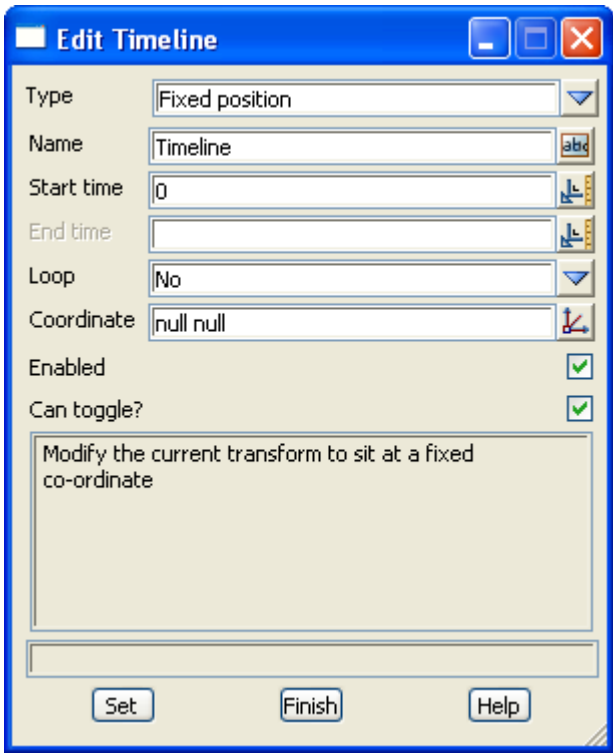 Edit Timeline
Type Fixed position
Name Timeline abc
Start time 0
End time
Loop No
Coordinate null null
Enabled
Can toggle?
Modify the current transform to sit at a fixed
co-ordinate
Set Finish Help